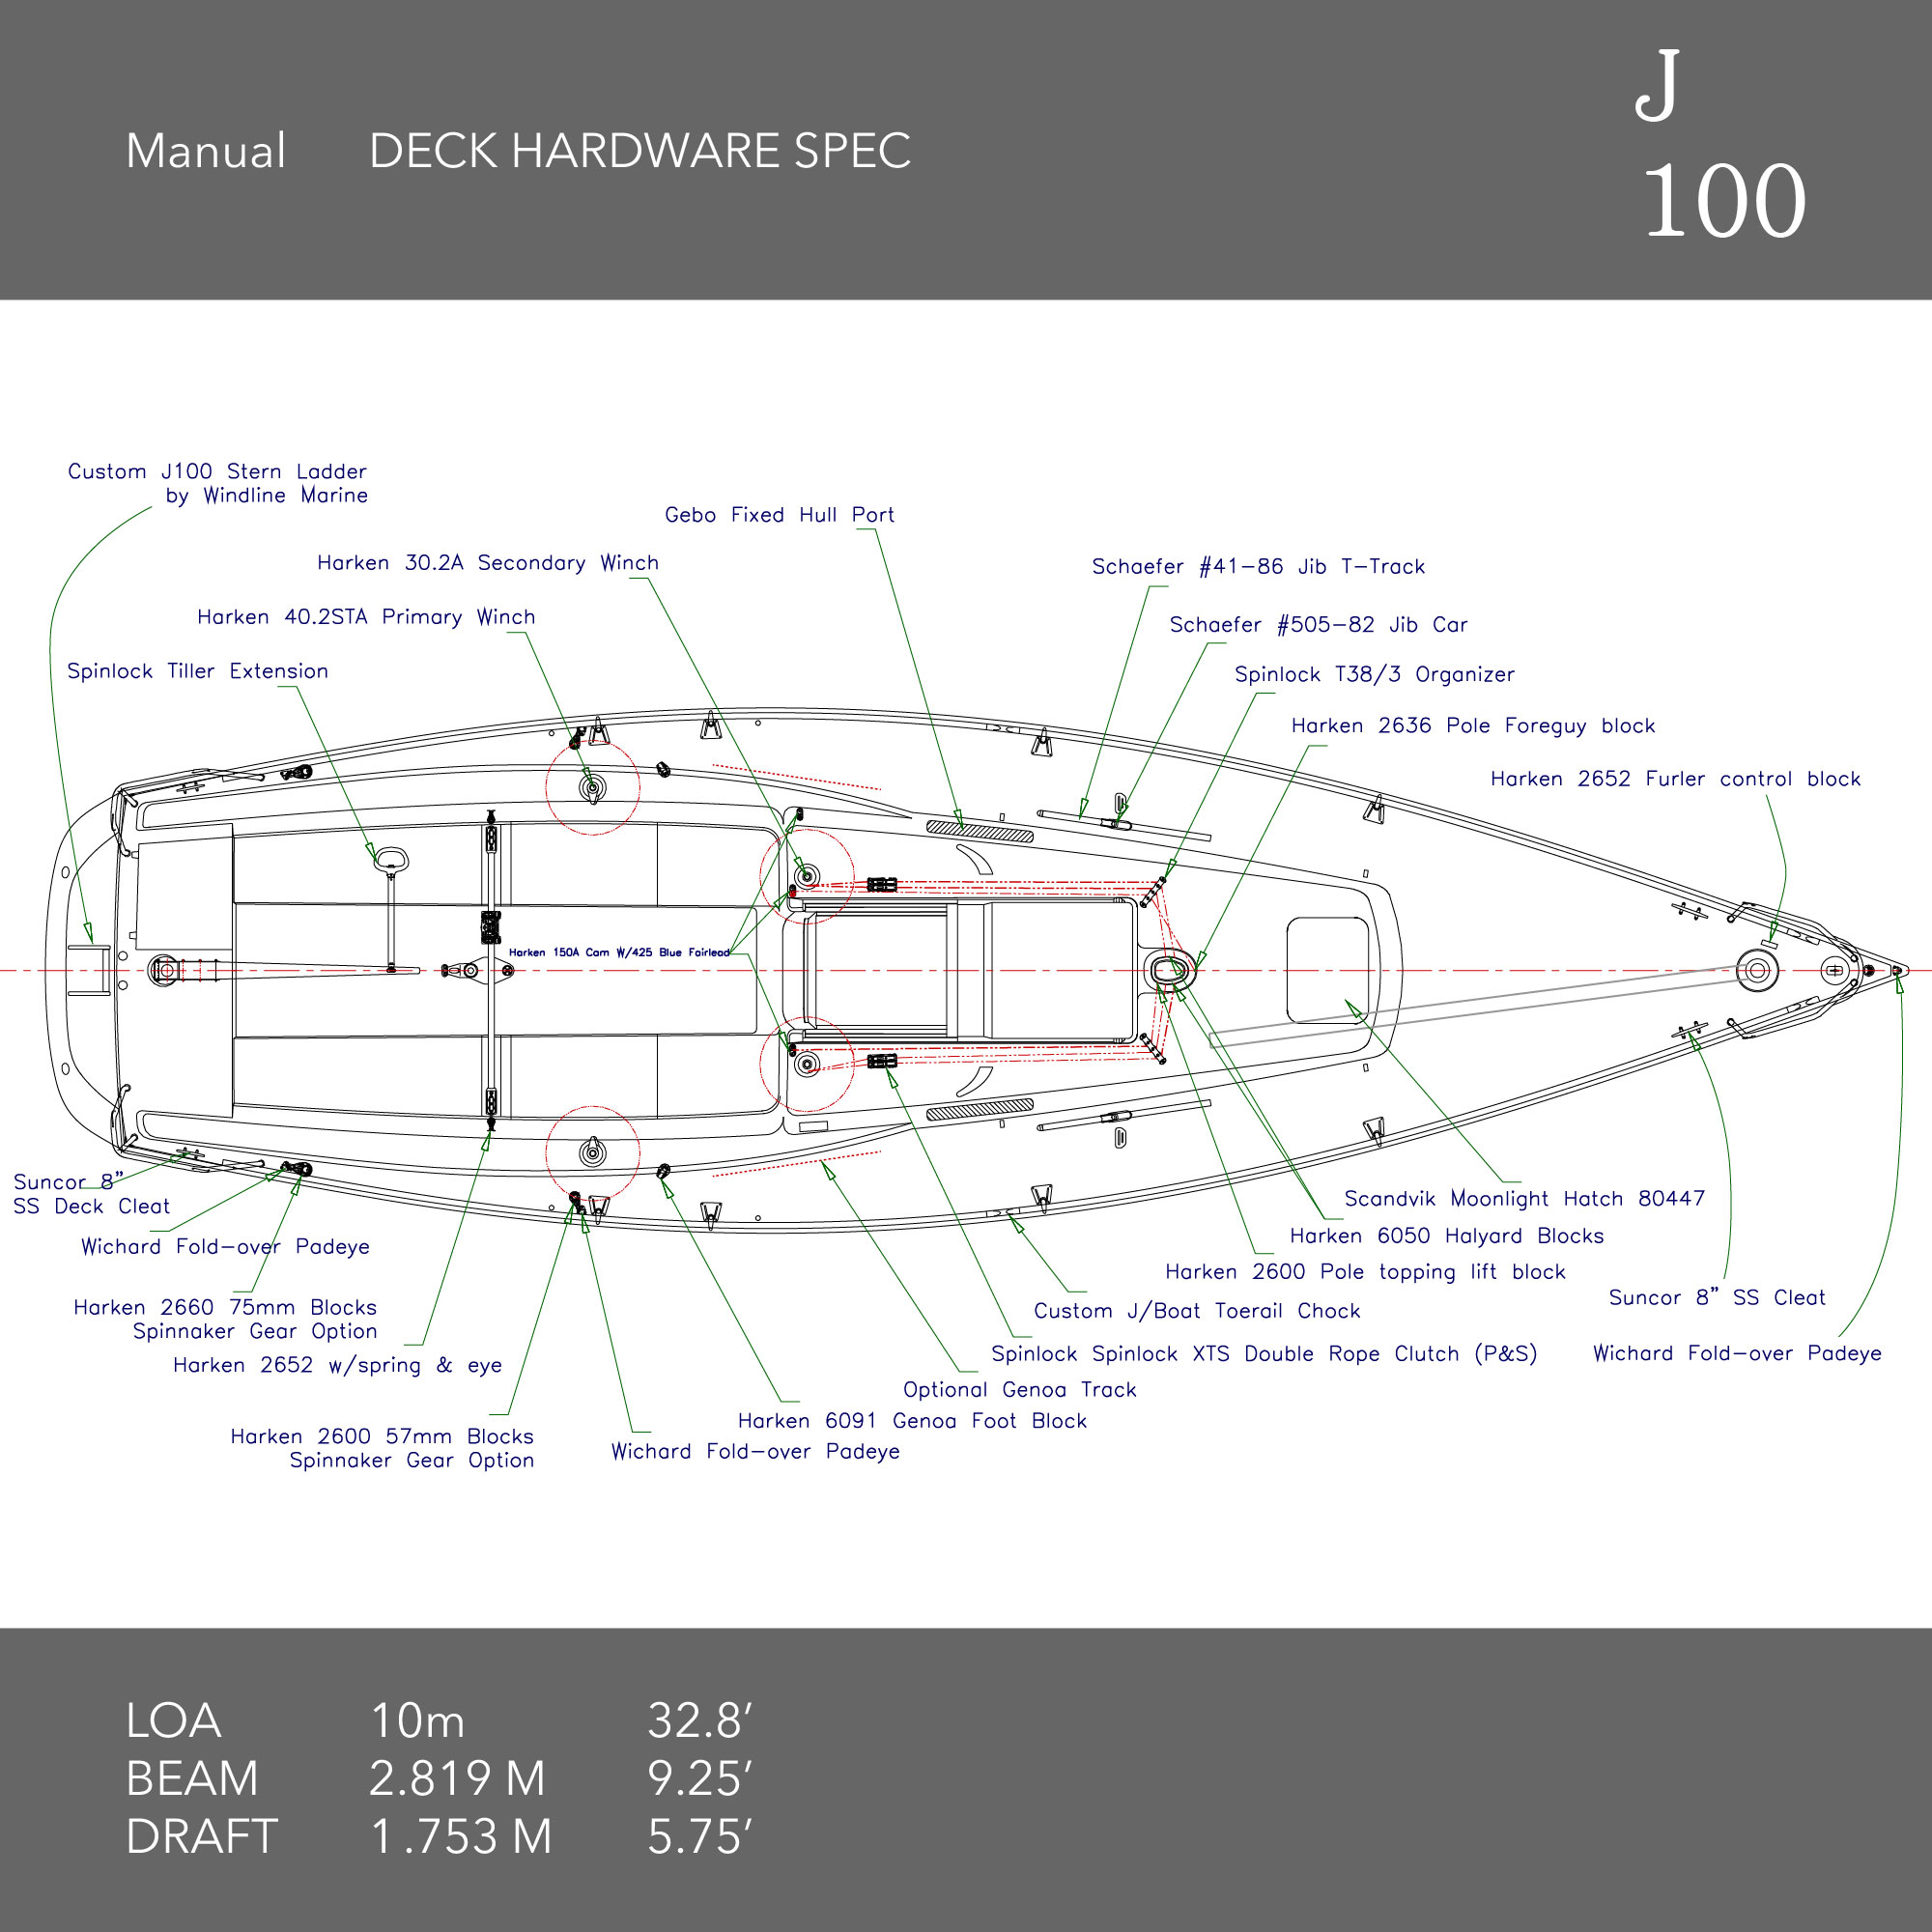 J
Manual DECK HARDWARE SPEC
100
Custom J100 Stern Ladder
by Windline Marine
Gebo Fixed Hull Port
Harken 30.2A Secondary Winch
Schaefer #41-86 Jib T-Track
Harken 40.2STA Primary Winch
Schaefer #505-82 Jib Car
Spinlock Tiller Extension
Spinlock T38/3 Organizer
Harken 2636 Pole Foreguy block
Harken 2652 Furler control block
Harken 150A Cam W/425 Blue Fairlead
Suncor 8"
SS Deck Cleat
Scandvik Moonlight Hatch 80447
Harken 6050 Halyard Blocks
Wichard Fold-over Padeye
Harken 2600 Pole topping lift block
Suncor 8" SS Cleat
Harken 2660 75mm Blocks
Spinnaker Gear Option
Custom J/Boat Toerail Chock
Spinlock Spinlock XTS Double Rope Clutch (P&S)
Wichard Fold-over Padeye
Harken 2652 w/spring & eye
Optional Genoa Track
Harken 6091 Genoa Foot Block
Harken 2600 57mm Blocks
Spinnaker Gear Option
Wichard Fold-over Padeye
LOA 10m 32.8'
BEAM 2.819 M 9.25'
DRAFT 1.753 M 5.75'